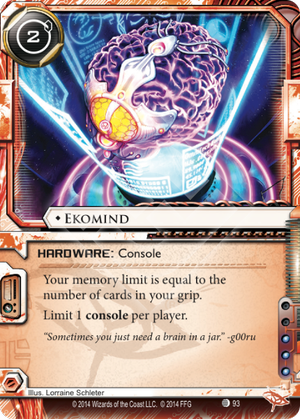 2
• Ekomind
HARDWARE: Console
Your memory limit is equal to the
number of cards in your grip.
Limit 1 console per player.
"Sometimes you just need a brain in a jar." -g00ru
Illus. Lorraine Schleter
© 2014 Wizards of the Coast LLC. © 2014 FFG 93